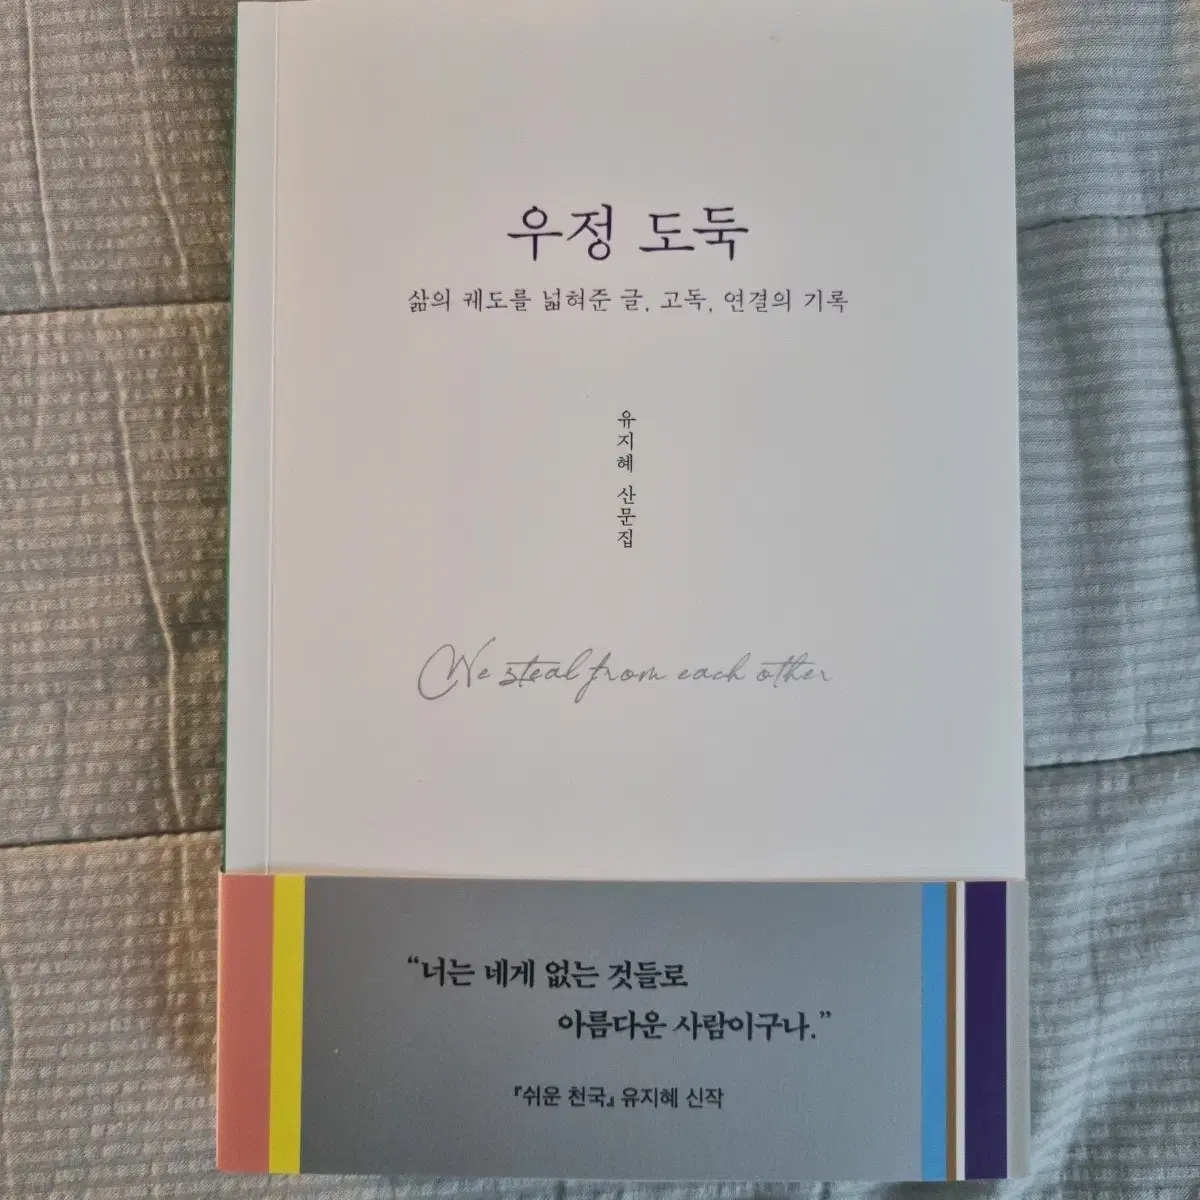 우정 도둑
삶의 궤도를 넓혀준 글, 고독, 연결의 기록
유지혜 산문집
We steal from each other
“너는 네게 없는 것들로
아름다운 사람이구나.”
『쉬운 천국』 유지혜 신작